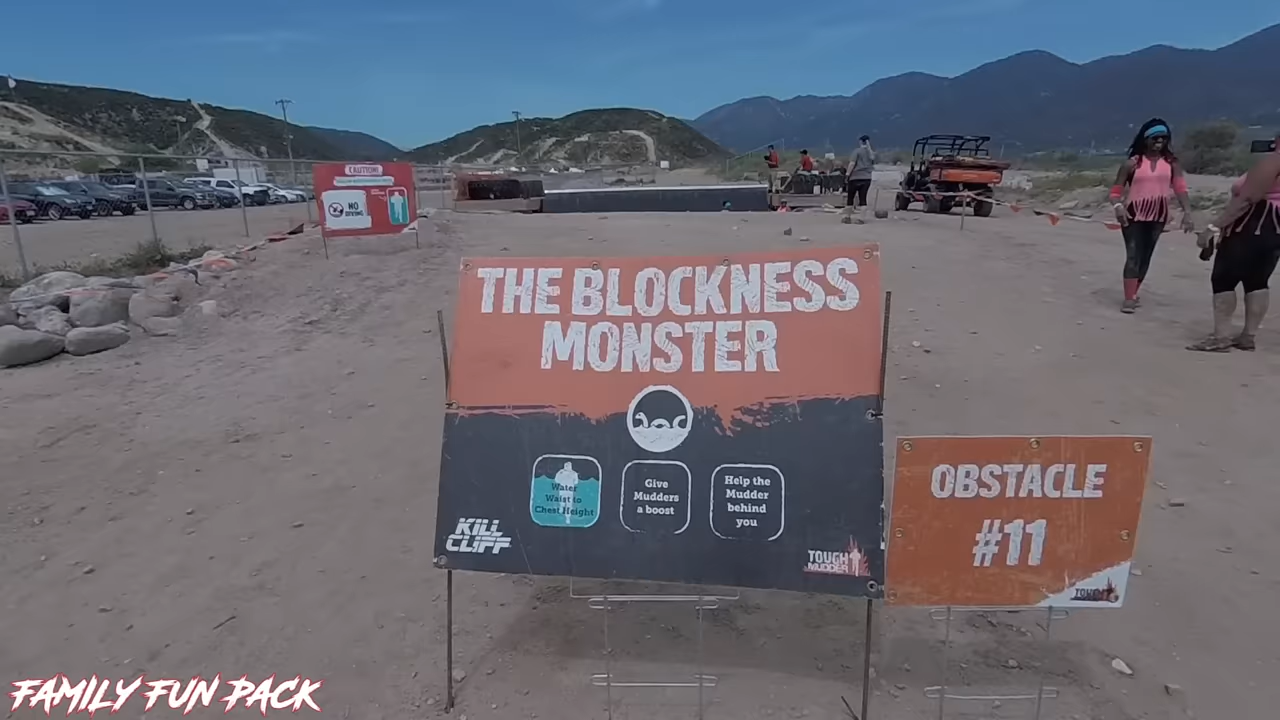 CAUTION!
NO DIVING
THE BLOCKNESS
MONSTER
Water
Waist to
Chest Height
Give
Mudders
a boost
Help the
Mudder
behind
you
KILL
CLIFF
TOUGH
MUDDER
OBSTACLE
#11
FAMILY FUN PACK